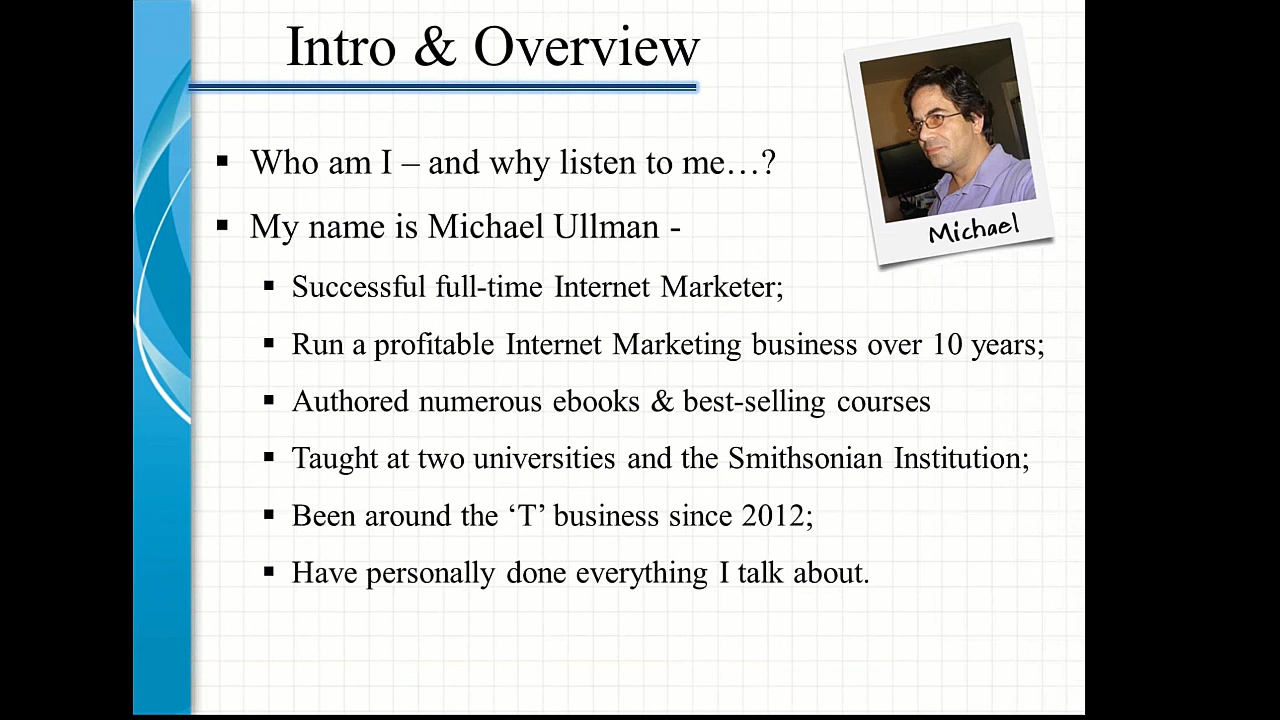 Intro & Overview
Michael
▪ Who am I – and why listen to me…?
▪ My name is Michael Ullman -
▪ Successful full-time Internet Marketer;
▪ Run a profitable Internet Marketing business over 10 years;
▪ Authored numerous ebooks & best-selling courses
▪ Taught at two universities and the Smithsonian Institution;
▪ Been around the ‘T’ business since 2012;
▪ Have personally done everything I talk about.